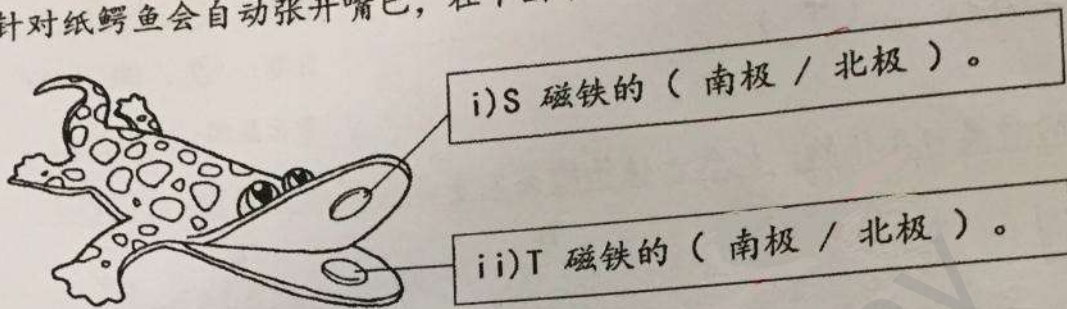 针对纸鳄鱼会自动张开嘴巴，在
i)S 磁铁的（ 南极 / 北极 ）。
ii)T 磁铁的（ 南极 / 北极 ）。